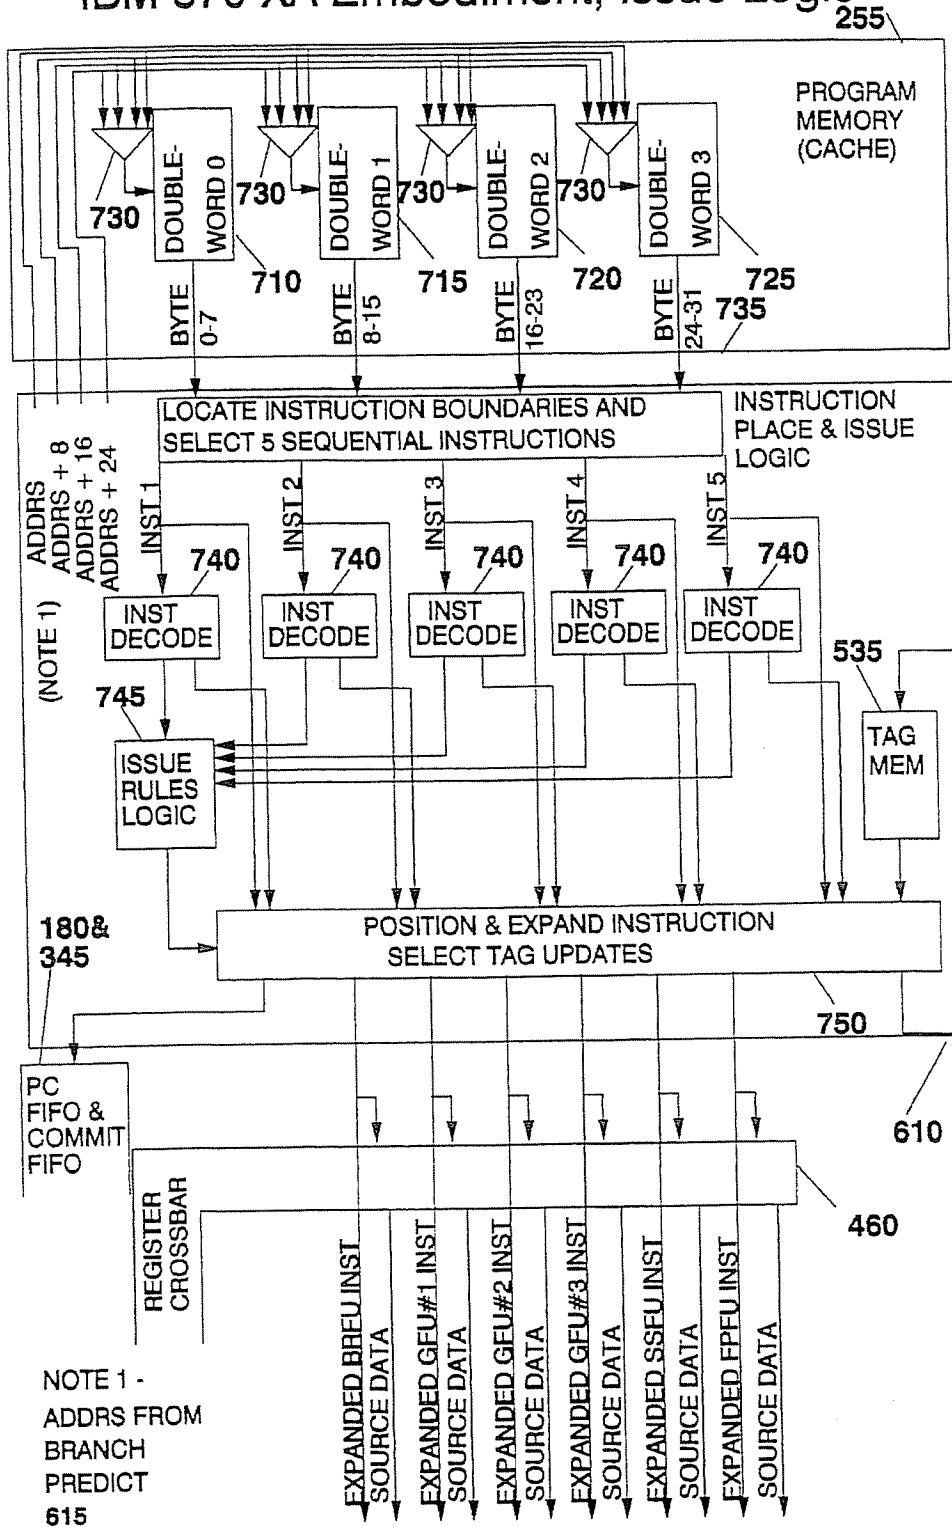 IBM 370 XA Embodiment, Issue Logic
255
PROGRAM
MEMORY
(CACHE)
DOUBLE-
WORD 0
DOUBLE-
WORD 1
DOUBLE-
WORD 2
DOUBLE-
WORD 3
730
730
730
730
710
715
720
725
BYTE
0-7
BYTE
8-15
BYTE
16-23
BYTE
24-31
735
LOCATE INSTRUCTION BOUNDARIES AND
SELECT 5 SEQUENTIAL INSTRUCTIONS
INSTRUCTION
PLACE & ISSUE
LOGIC
ADDRS
ADDRS + 8
ADDRS + 16
ADDRS + 24
(NOTE 1)
INST 1
INST 2
INST 3
INST 4
INST 5
740
740
740
740
740
INST
DECODE
INST
DECODE
INST
DECODE
INST
DECODE
INST
DECODE
535
TAG
MEM
745
ISSUE
RULES
LOGIC
180&
345
POSITION & EXPAND INSTRUCTION
SELECT TAG UPDATES
750
PC
FIFO &
COMMIT
FIFO
610
REGISTER
CROSSBAR
460
EXPANDED BRFU INST
SOURCE DATA
EXPANDED GFU#1 INST
SOURCE DATA
EXPANDED GFU#2 INST
SOURCE DATA
EXPANDED GFU#3 INST
SOURCE DATA
EXPANDED SSFU INST
SOURCE DATA
EXPANDED FPFU INST
SOURCE DATA
NOTE 1 -
ADDRS FROM
BRANCH
PREDICT
615